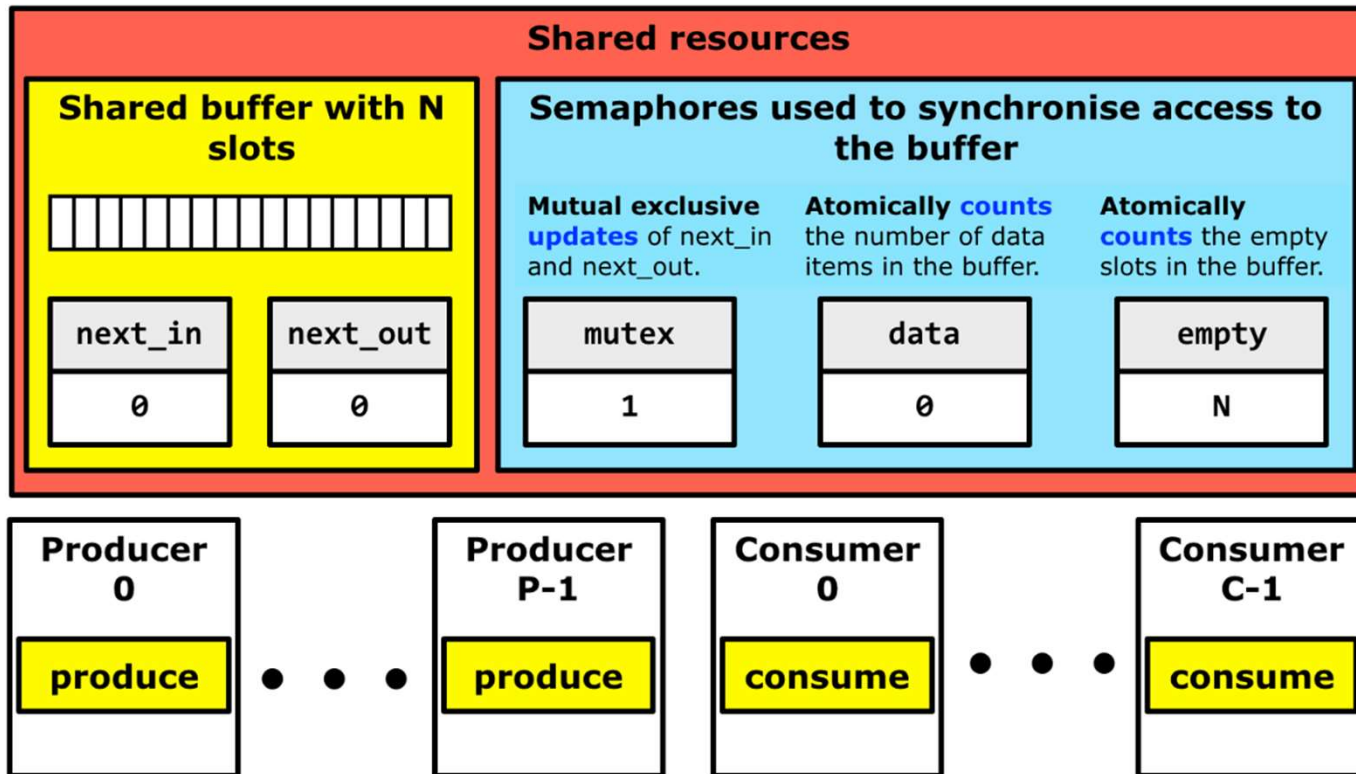 Shared resources
Shared buffer with N
slots
next_in
0
next_out
0
Semaphores used to synchronise access to
the buffer
Mutual exclusive
updates of next_in
and next_out.
mutex
1
Atomically counts
the number of data
items in the buffer.
data
0
Atomically
counts the empty
slots in the buffer.
empty
N
Producer
0
produce
Producer
P-1
produce
Consumer
0
consume
Consumer
C-1
consume